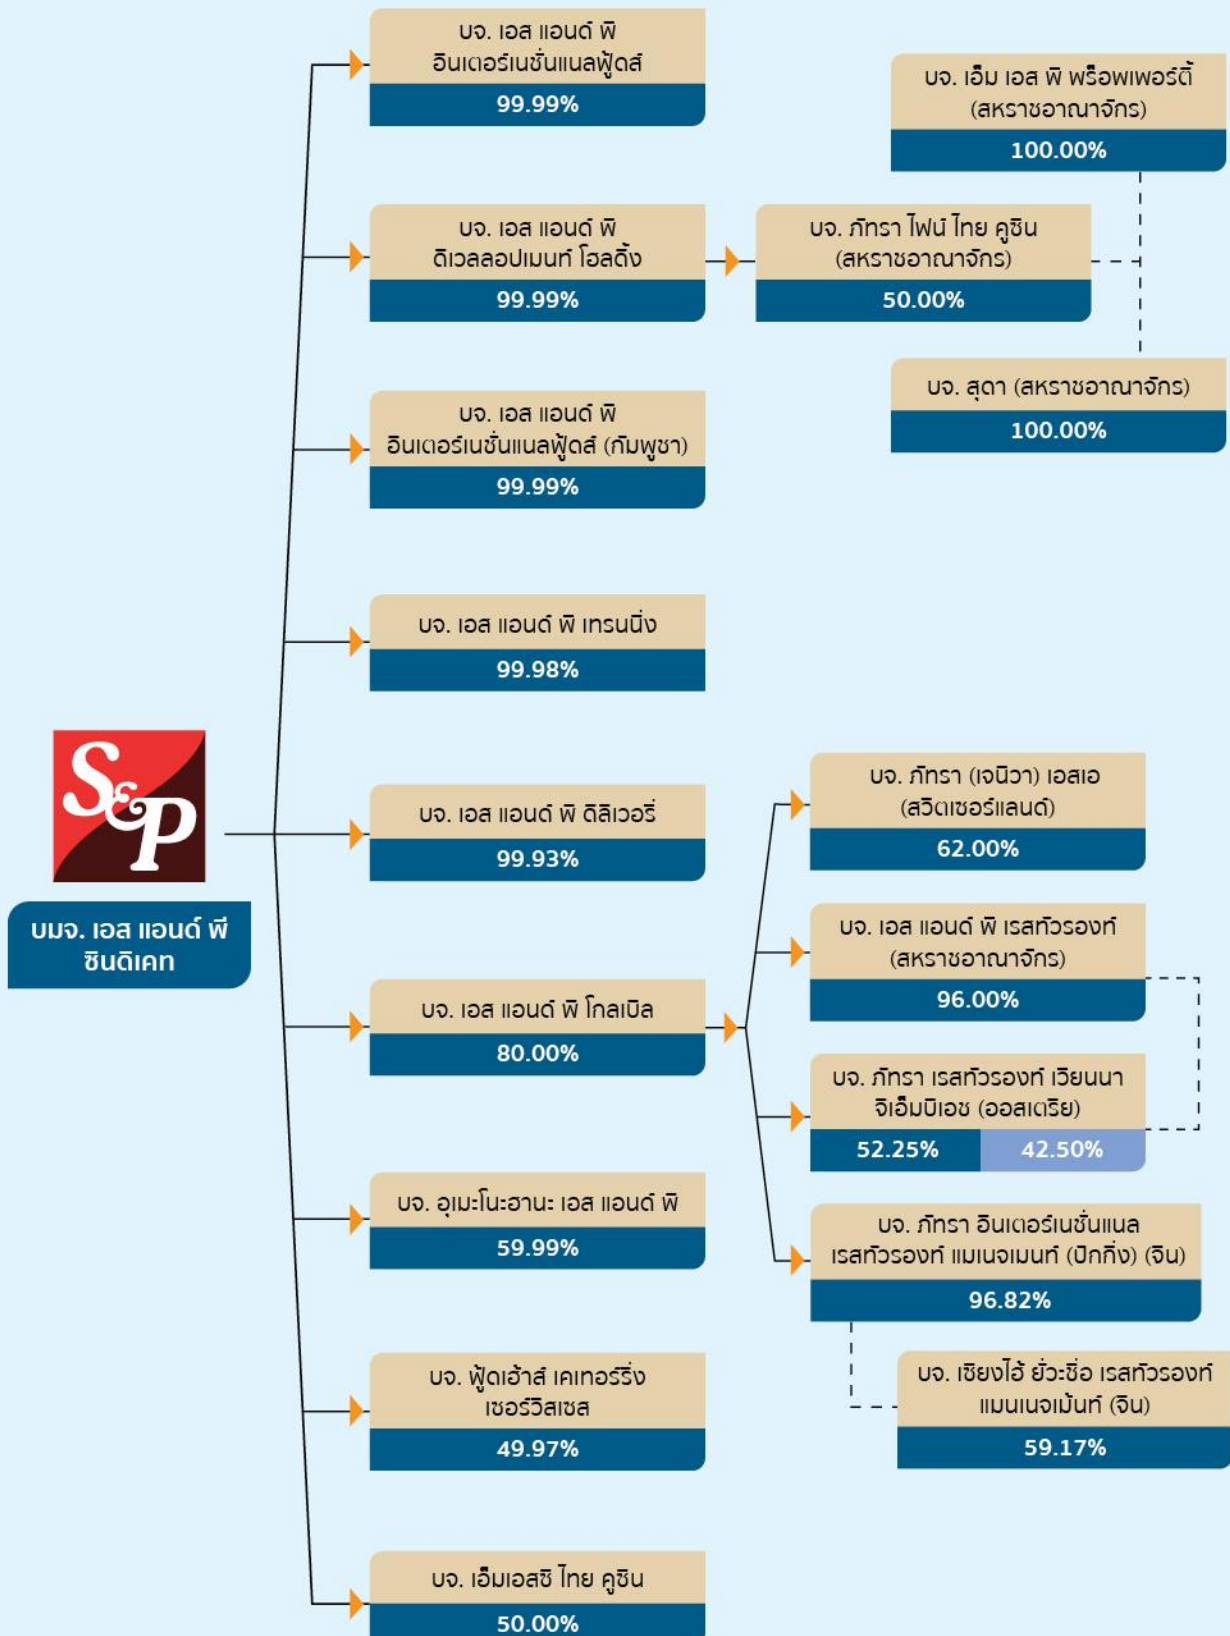 บจ. เอส แอนด์ พี
อินเตอร์เนชั่นแนลฟู้ดส์
99.99%
บจ. เอ็ม เอส พี พร็อพเพอร์ตี้
(สหราชอาณาจักร)
100.00%
บจ. เอส แอนด์ พี
ดิเวลลอปเมนท์ โฮลดิ้ง
99.99%
บจ. ภัทรา ไฟน์ ไทย คูซีน
(สหราชอาณาจักร)
50.00%
บจ. สุดา (สหราชอาณาจักร)
100.00%
บจ. เอส แอนด์ พี
อินเตอร์เนชั่นแนลฟู้ดส์ (กัมพูชา)
99.99%
บจ. เอส แอนด์ พี เทรนนิ่ง
99.98%
S&P
บมจ. เอส แอนด์ พี
ซินดิเคท
บจ. เอส แอนด์ พี ดิลิเวอรี่
99.93%
บจ. เอส แอนด์ พี โกลเบิล
80.00%
บจ. อุเมะโนะฮานะ เอส แอนด์ พี
59.99%
บจ. ฟู้ดเฮ้าส์ เคเทอร์ริ่ง
เซอร์วิสเซส
49.97%
บจ. เอ็มเอสซี ไทย คูซีน
50.00%
บจ. ภัทรา (เจนีวา) เอสเอ
(สวิตเซอร์แลนด์)
62.00%
บจ. เอส แอนด์ พี เรสทัวรองท์
(สหราชอาณาจักร)
96.00%
บจ. ภัทรา เรสทัวรองท์ เวียนนา
จีเอ็มบีเอช (ออสเตรีย)
52.25% 42.50%
บจ. ภัทรา อินเตอร์เนชั่นแนล
เรสทัวรองท์ แมเนจเมนท์ (ปักกิ่ง) (จีน)
96.82%
บจ. เซียงไฮ้ ยั่วะซื่อ เรสทัวรองท์
แมนเนจเม้นท์ (จีน)
59.17%